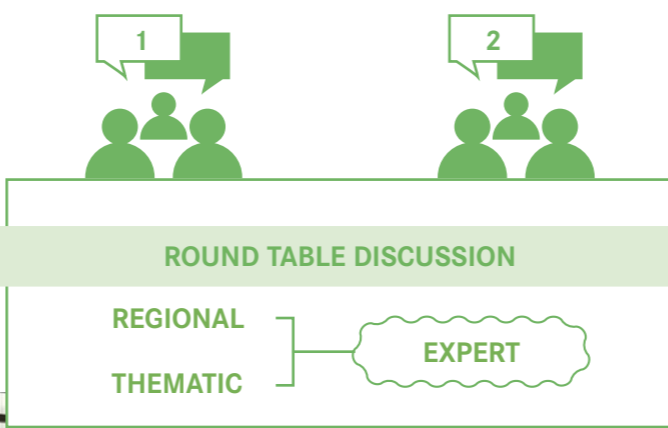 1
2
ROUND TABLE DISCUSSION
REGIONAL
EXPERT
THEMATIC